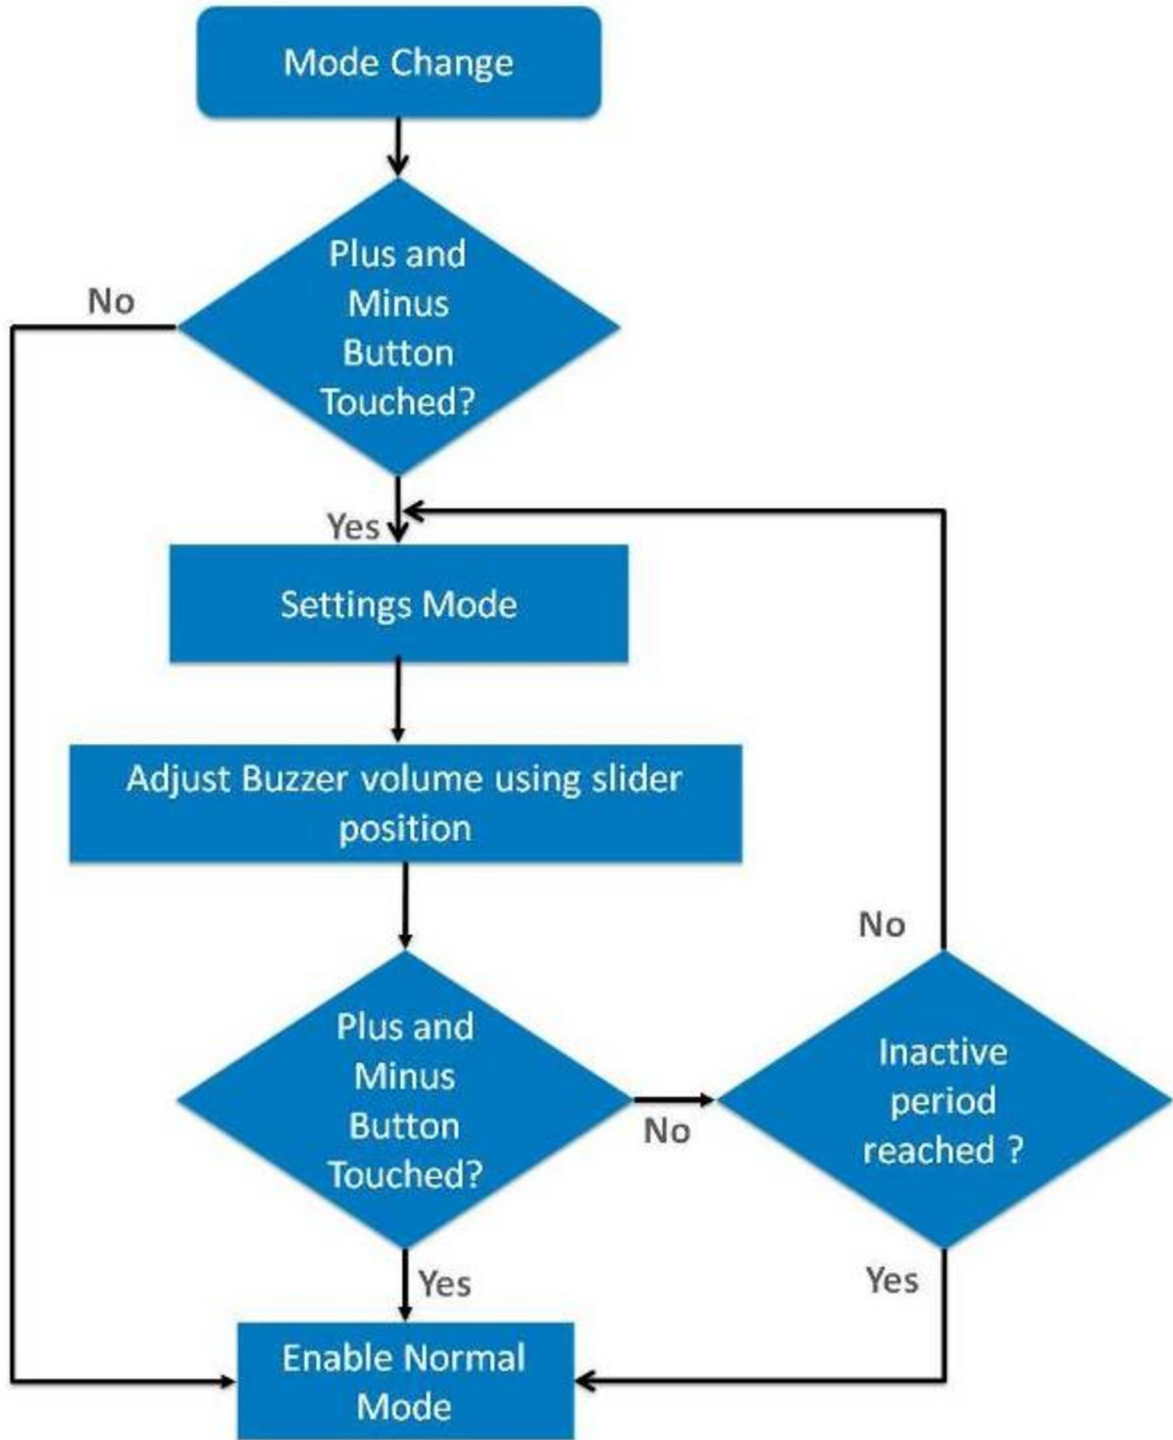 Mode Change
Plus and
Minus
Button
Touched?
No
Yes
Settings Mode
Adjust Buzzer volume using slider
position
No
Plus and
Minus
Button
Touched?
No
Inactive
period
reached ?
Yes
Yes
Enable Normal
Mode